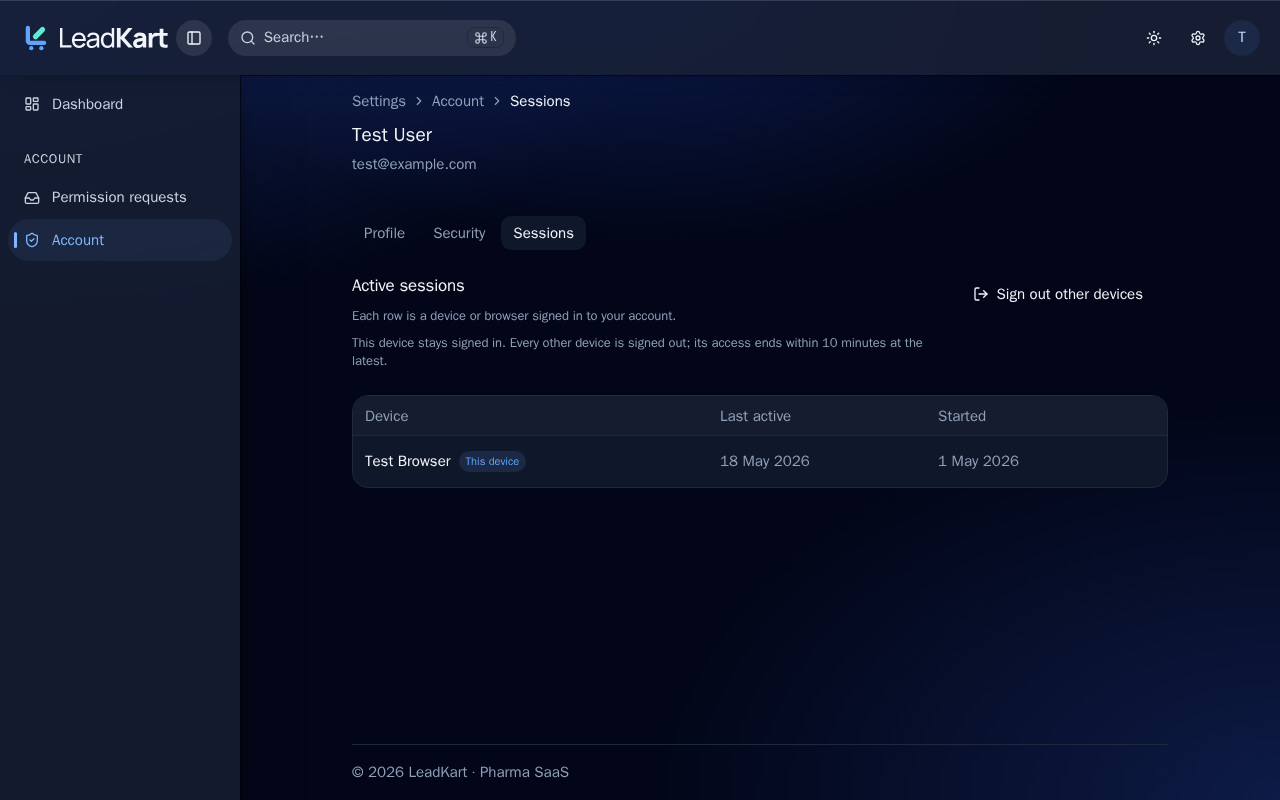 LeadKart
Search…
⌘K
T
Dashboard
ACCOUNT
Permission requests
Account
Settings > Account > Sessions
Test User
test@example.com
Profile
Security
Sessions
Active sessions
Each row is a device or browser signed in to your account.
This device stays signed in. Every other device is signed out; its access ends within 10 minutes at the
latest.
Sign out other devices
Device Last active Started
Test Browser This device 18 May 2026 1 May 2026
© 2026 LeadKart · Pharma SaaS